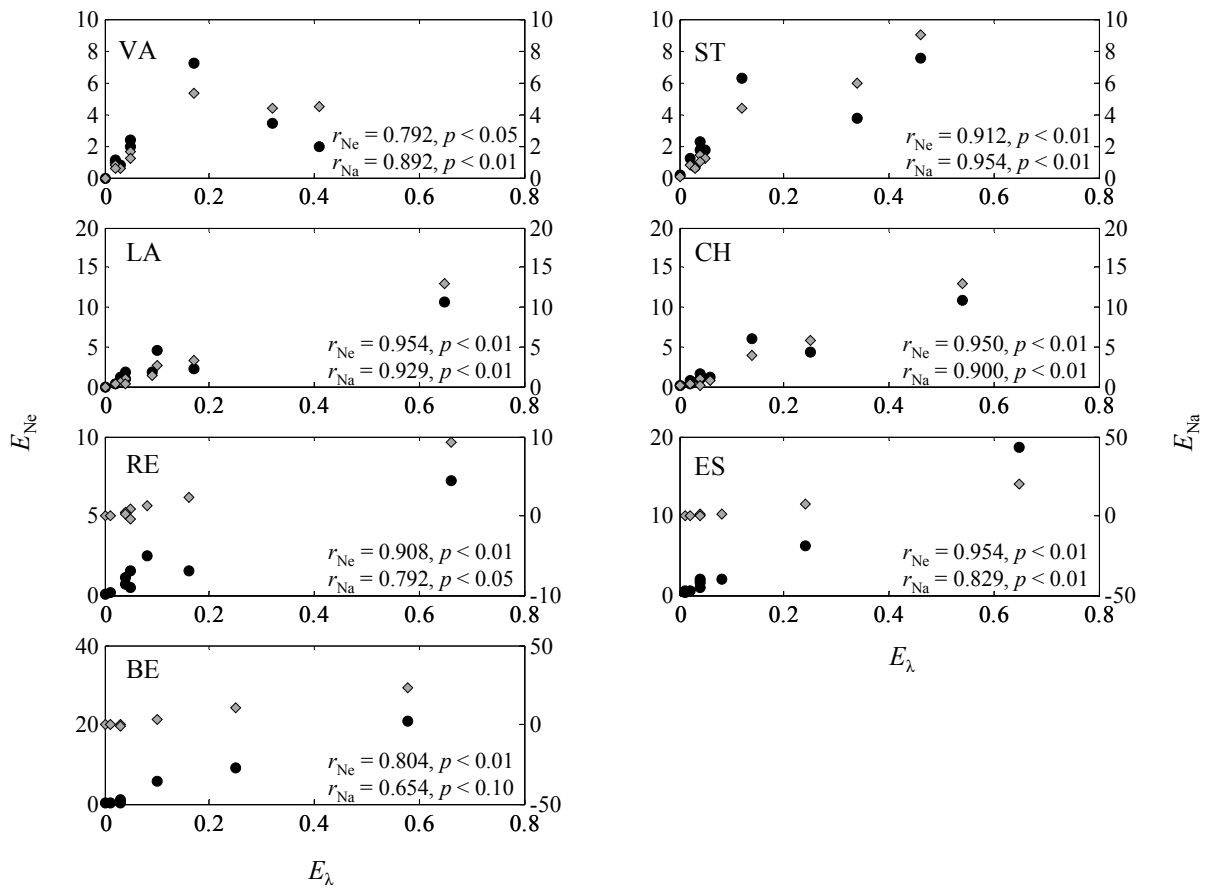 10 10
VA
8 8
6 6
4 4
r_Ne = 0.792, p < 0.05
2 2
r_Na = 0.892, p < 0.01
0 0
0 0.2 0.4 0.6 0.8
10 10
ST
8 8
6 6
4 4
r_Ne = 0.912, p < 0.01
2 2
r_Na = 0.954, p < 0.01
0 0
0 0.2 0.4 0.6 0.8
20 20
LA
15 15
10 10
r_Ne = 0.954, p < 0.01
5 5
r_Na = 0.929, p < 0.01
0 0
0 0.2 0.4 0.6 0.8
20 20
CH
15 15
10 10
r_Ne = 0.950, p < 0.01
5 5
r_Na = 0.900, p < 0.01
0 0
0 0.2 0.4 0.6 0.8
E_Ne
E_Na
10 10
RE
5 0
r_Ne = 0.908, p < 0.01
r_Na = 0.792, p < 0.05
0 -10
0 0.2 0.4 0.6 0.8
20 50
ES
10 0
r_Ne = 0.954, p < 0.01
r_Na = 0.829, p < 0.01
0 -50
0 0.2 0.4 0.6 0.8
E_λ
40 50
BE
20 0
r_Ne = 0.804, p < 0.01
r_Na = 0.654, p < 0.10
0 -50
0 0.2 0.4 0.6 0.8
E_λ